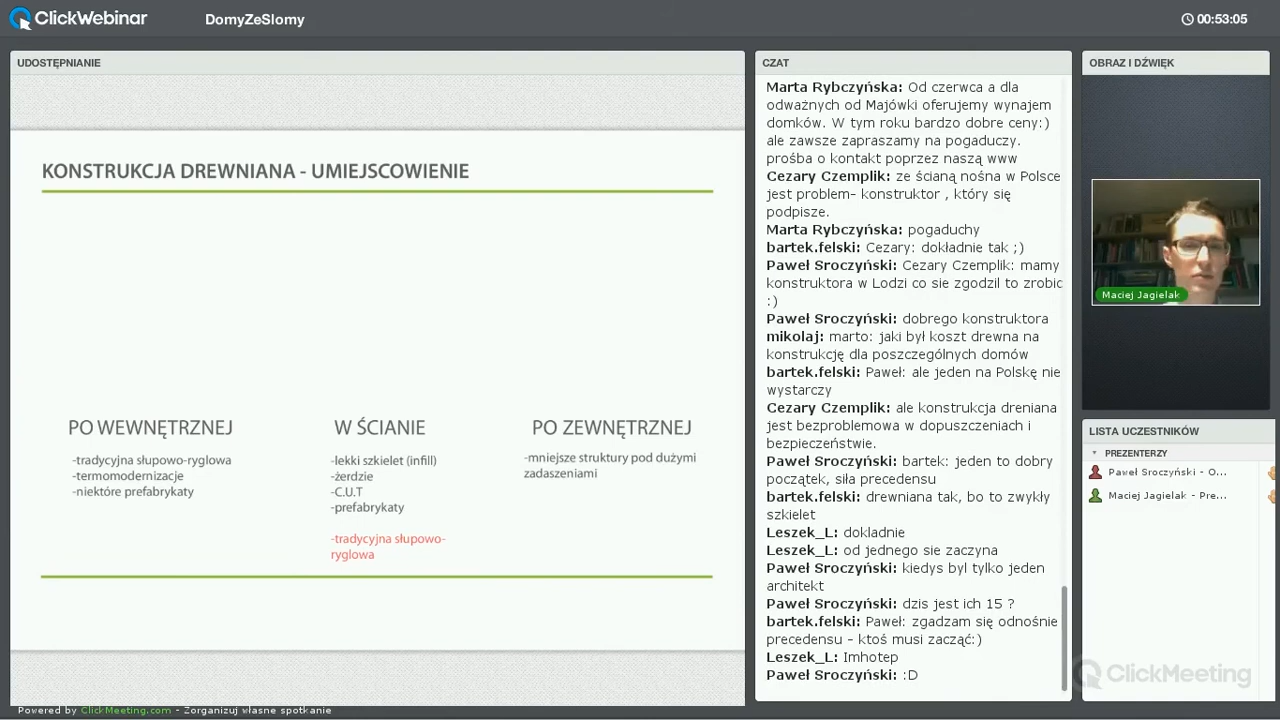 ClickWebinar
DomyZeSlomy
00:53:05
UDOSTĘPNIANIE
KONSTRUKCJA DREWNIANA - UMIEJSCOWIENIE
PO WEWNĘTRZNEJ
-tradycyjna słupowo-ryglowa
-termomodernizacje
-niektóre prefabrykaty
W ŚCIANIE
-lekki szkielet (infill)
-żerdzie
-C.U.T
-prefabrykaty
-tradycyjna słupowo-
ryglowa
PO ZEWNĘTRZNEJ
-mniejsze struktury pod dużymi
zadaszeniami
Powered by ClickMeeting.com - Zorganizuj własne spotkanie
CZAT
Marta Rybczyńska: Od czerwca a dla
odważnych od Majówki oferujemy wynajem
domków. W tym roku bardzo dobre ceny:)
ale zawsze zapraszamy na pogaduczy.
prośba o kontakt poprzez naszą www
Cezary Czemplik: ze ścianą nośna w Polsce
jest problem- konstruktor , który się
podpisze.
Marta Rybczyńska: pogaduchy
bartek.felski: Cezary: dokładnie tak ;)
Paweł Sroczyński: Cezary Czemplik: mamy
konstruktora w Lodzi co sie zgodzil to zrobic
:)
Paweł Sroczyński: dobrego konstruktora
mikolaj: marto: jaki był koszt drewna na
konstrukcję dla poszczególnych domów
bartek.felski: Paweł: ale jeden na Polskę nie
wystarczy
Cezary Czemplik: ale konstrukcja dreniana
jest bezproblemowa w dopuszczeniach i
bezpieczeństwie.
Paweł Sroczyński: bartek: jeden to dobry
początek, siła precedensu
bartek.felski: drewniana tak, bo to zwykły
szkielet
Leszek_L: dokladnie
Leszek_L: od jednego sie zaczyna
Paweł Sroczyński: kiedys byl tylko jeden
architekt
Paweł Sroczyński: dzis jest ich 15 ?
bartek.felski: Paweł: zgadzam się odnośnie
precedensu - ktoś musi zacząć:)
Leszek_L: Imhotep
Paweł Sroczyński: :D
OBRAZ I DŹWIĘK
Maciej Jagielak
LISTA UCZESTNIKÓW
PREZENTERZY
Paweł Sroczyński - O...
Maciej Jagielak - Pre...
ClickMeeting